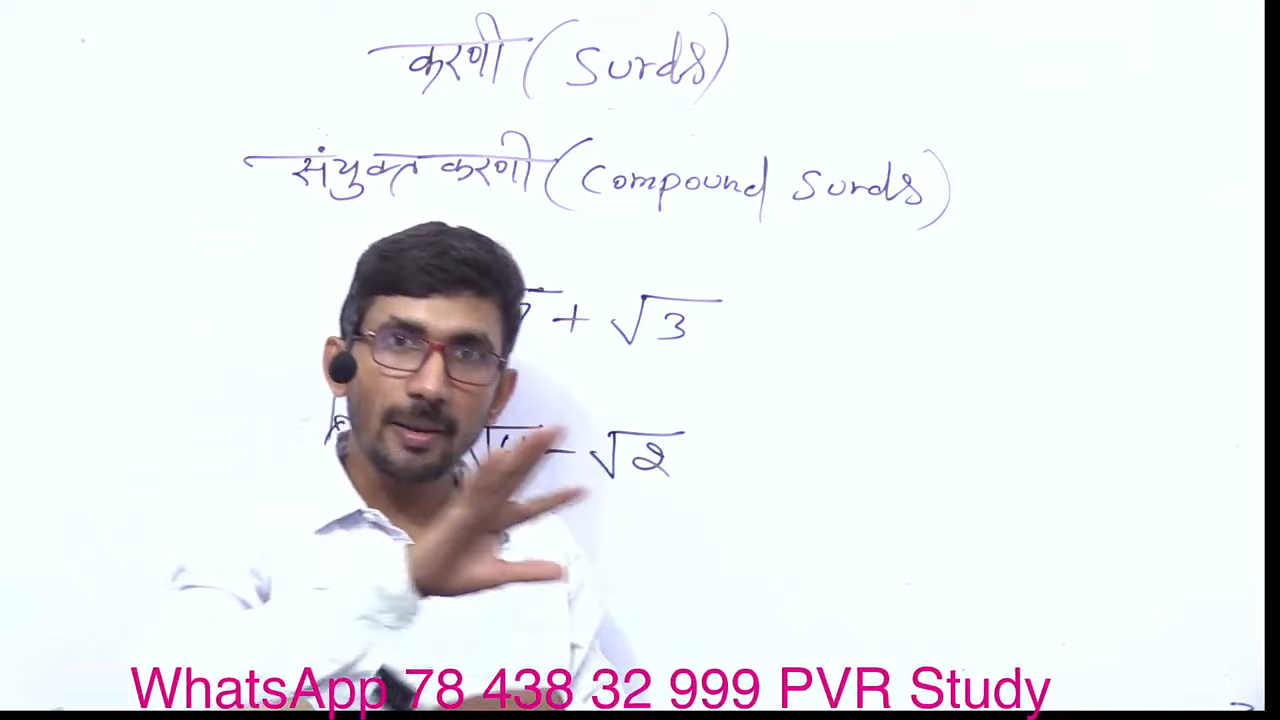 करणी (Surds)
संयुक्त करणी (Compound Surds)
+ √3
- √2
WhatsApp 78 438 32 999 PVR Study